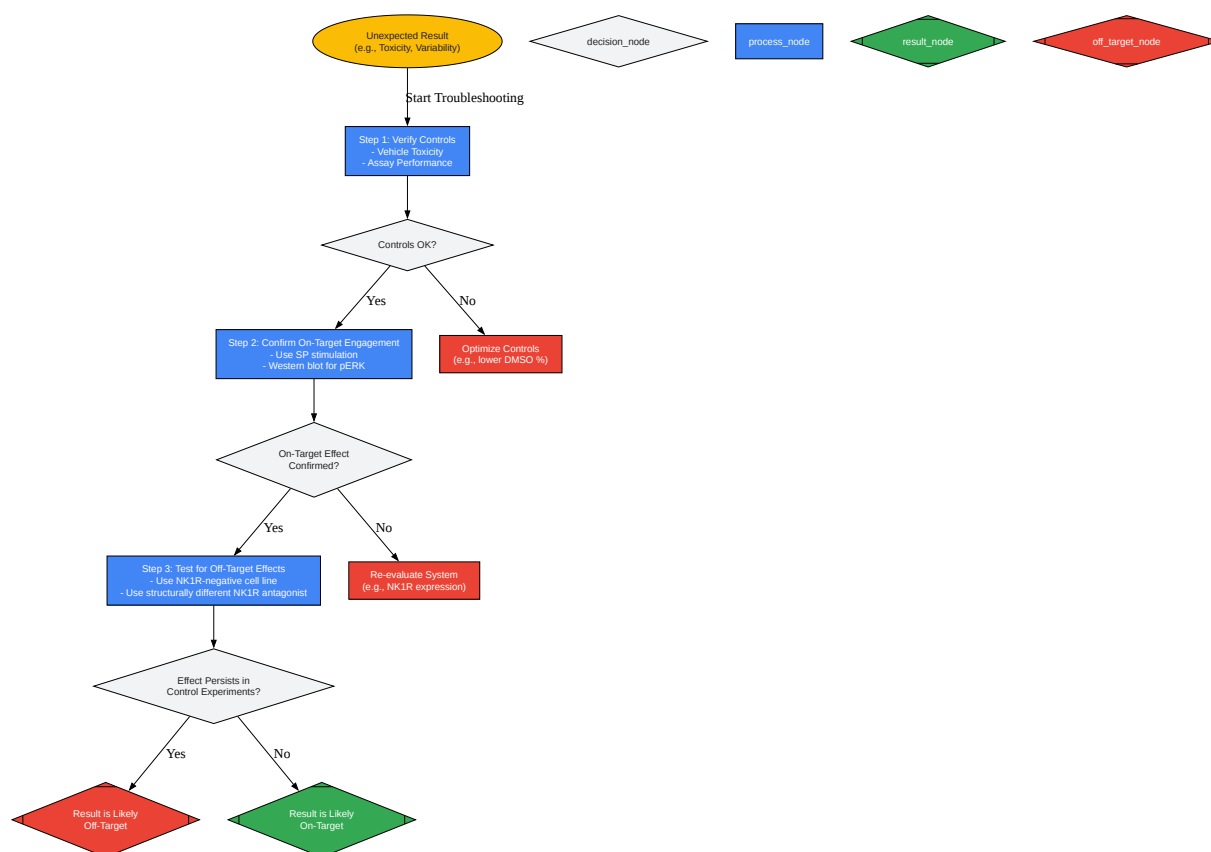 Unexpected Result
(e.g., Toxicity, Variability)
decision_node
process_node
result_node
off_target_node
Start Troubleshooting
Step 1: Verify Controls
- Vehicle Toxicity
- Assay Performance
Controls OK?
Yes
No
Step 2: Confirm On-Target Engagement
- Use SP stimulation
- Western blot for pERK
Optimize Controls
(e.g., lower DMSO %)
On-Target Effect
Confirmed?
Yes
No
Step 3: Test for Off-Target Effects
- Use NK1R-negative cell line
- Use structurally different NK1R antagonist
Re-evaluate System
(e.g., NK1R expression)
Effect Persists in
Control Experiments?
Yes
No
Result is Likely
Off-Target
Result is Likely
On-Target